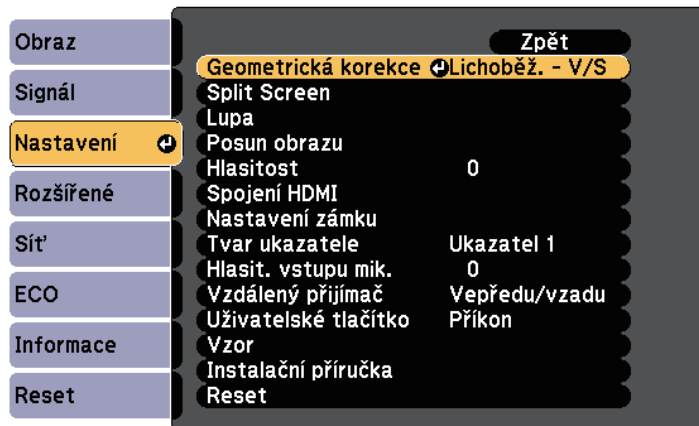 Obraz
Signál
Nastavení
Rozšířené
Síť
ECO
Informace
Reset
Zpět
Geometrická korekce Lichoběž. - V/S
Split Screen
Lupa
Posun obrazu
Hlasitost 0
Spojení HDMI
Nastavení zámku
Tvar ukazatele Ukazatel 1
Hlasit. vstupu mik. 0
Vzdálený přijímač Vepředu/vzadu
Uživatelské tlačítko Příkon
Vzor
Instalační příručka
Reset